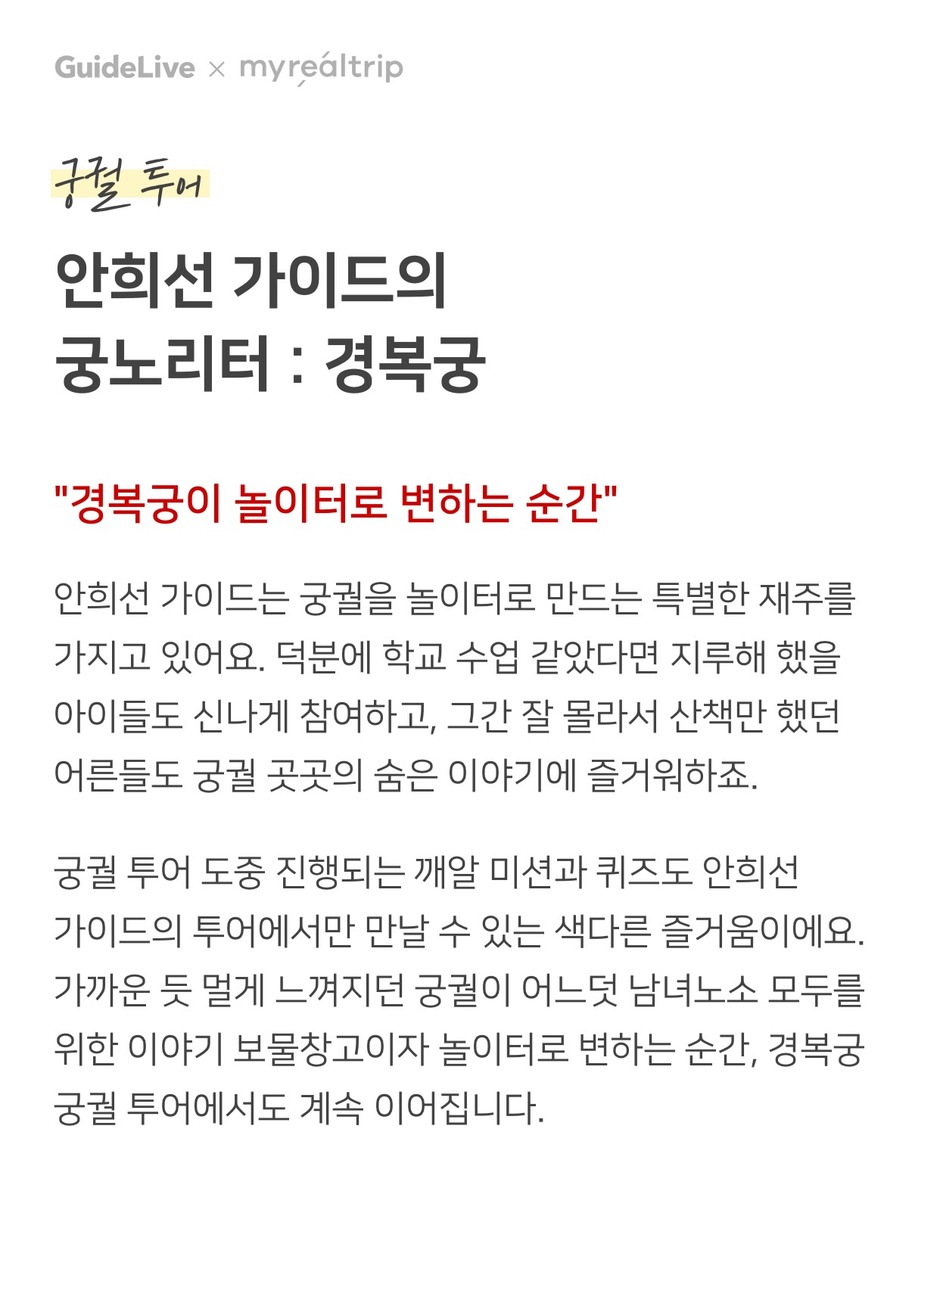 GuideLive × myrealtrip
궁궐 투어
안희선 가이드의
궁노리터 : 경복궁
"경복궁이 놀이터로 변하는 순간"
안희선 가이드는 궁궐을 놀이터로 만드는 특별한 재주를
가지고 있어요. 덕분에 학교 수업 같았다면 지루해 했을
아이들도 신나게 참여하고, 그간 잘 몰라서 산책만 했던
어른들도 궁궐 곳곳의 숨은 이야기에 즐거워하죠.
궁궐 투어 도중 진행되는 깨알 미션과 퀴즈도 안희선
가이드의 투어에서만 만날 수 있는 색다른 즐거움이에요.
가까운 듯 멀게 느껴지던 궁궐이 어느덧 남녀노소 모두를
위한 이야기 보물창고이자 놀이터로 변하는 순간, 경복궁
궁궐 투어에서도 계속 이어집니다.